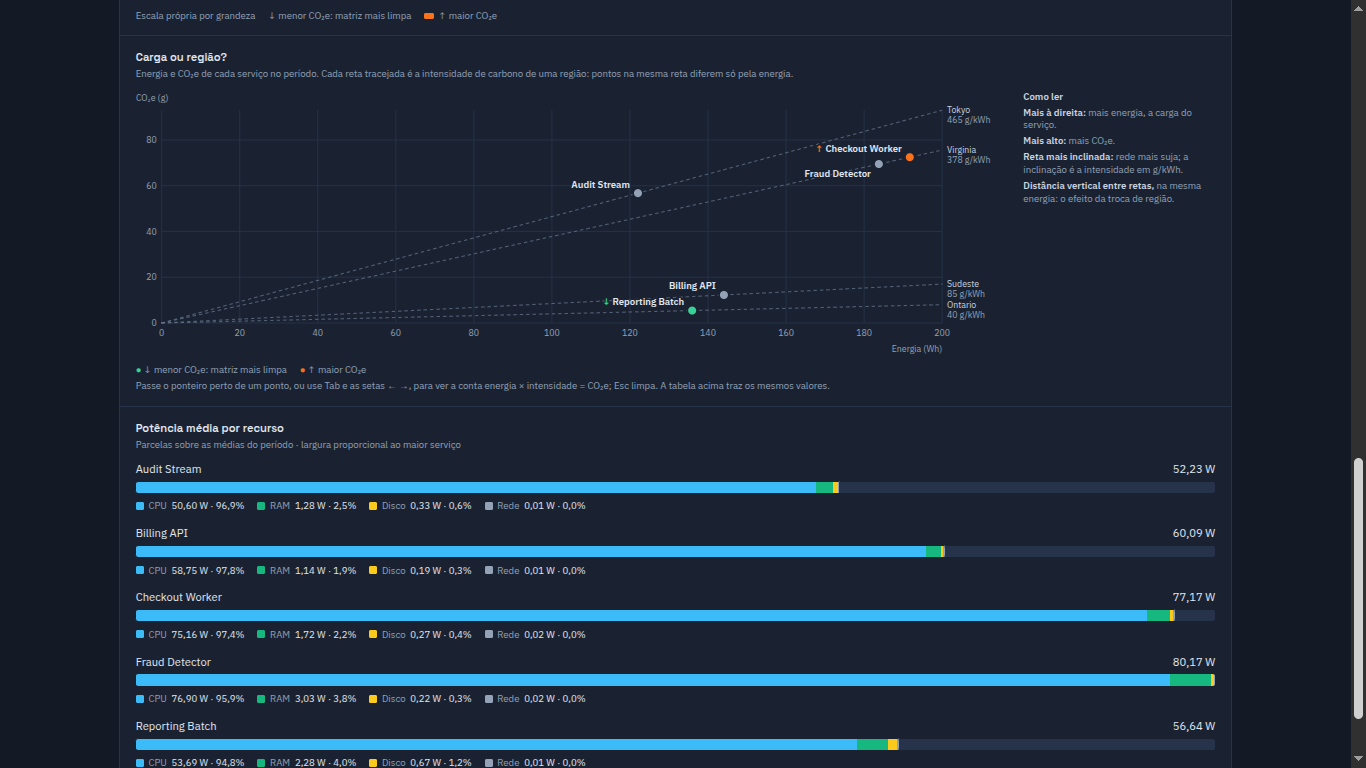 Escala própria por grandeza ↓ menor CO₂e: matriz mais limpa ↑ maior CO₂e
Carga ou região?
Energia e CO₂e de cada serviço no período. Cada reta tracejada é a intensidade de carbono de uma região: pontos na mesma reta diferem só pela energia.
CO₂e (g)
80
60
40
20
0
0 20 40 60 80 100 120 140 160 180 200
Energia (Wh)
Tokyo
465 g/kWh
Virginia
378 g/kWh
Sudeste
85 g/kWh
Ontario
40 g/kWh
↑ Checkout Worker
Fraud Detector
Audit Stream
Billing API
↓ Reporting Batch
Como ler
Mais à direita: mais energia, a carga do
serviço.
Mais alto: mais CO₂e.
Reta mais inclinada: rede mais suja; a
inclinação é a intensidade em g/kWh.
Distância vertical entre retas, na mesma
energia: o efeito da troca de região.
↓ menor CO₂e: matriz mais limpa ↑ maior CO₂e
Passe o ponteiro perto de um ponto, ou use Tab e as setas ← →, para ver a conta energia × intensidade = CO₂e; Esc limpa. A tabela acima traz os mesmos valores.
Potência média por recurso
Parcelas sobre as médias do período · largura proporcional ao maior serviço
Audit Stream 52,23 W
CPU 50,60 W · 96,9% RAM 1,28 W · 2,5% Disco 0,33 W · 0,6% Rede 0,01 W · 0,0%
Billing API 60,09 W
CPU 58,75 W · 97,8% RAM 1,14 W · 1,9% Disco 0,19 W · 0,3% Rede 0,01 W · 0,0%
Checkout Worker 77,17 W
CPU 75,16 W · 97,4% RAM 1,72 W · 2,2% Disco 0,27 W · 0,4% Rede 0,02 W · 0,0%
Fraud Detector 80,17 W
CPU 76,90 W · 95,9% RAM 3,03 W · 3,8% Disco 0,22 W · 0,3% Rede 0,02 W · 0,0%
Reporting Batch 56,64 W
CPU 53,69 W · 94,8% RAM 2,28 W · 4,0% Disco 0,67 W · 1,2% Rede 0,01 W · 0,0%